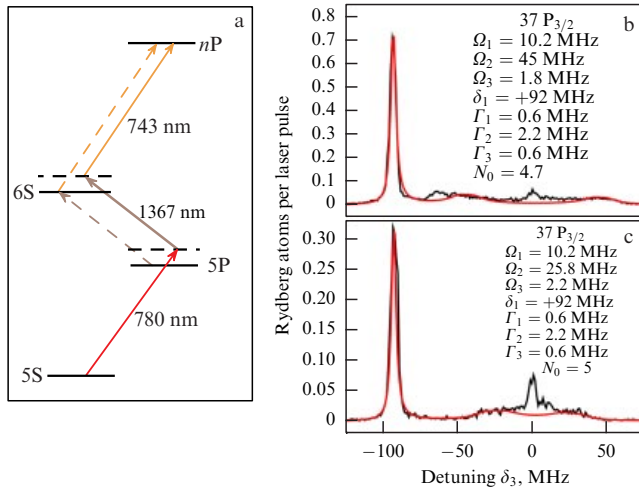 a
nP
743 nm
6S
1367 nm
5P
780 nm
5S
Rydberg atoms per laser pulse
b
37 P₃/₂
Ω₁ = 10.2 MHz
Ω₂ = 45 MHz
Ω₃ = 1.8 MHz
δ₁ = +92 MHz
Γ₁ = 0.6 MHz
Γ₂ = 2.2 MHz
Γ₃ = 0.6 MHz
N₀ = 4.7
0.7
0.6
0.5
0.4
0.3
0.2
0.1
0
c
37 P₃/₂
Ω₁ = 10.2 MHz
Ω₂ = 25.8 MHz
Ω₃ = 2.2 MHz
δ₁ = +92 MHz
Γ₁ = 0.6 MHz
Γ₂ = 2.2 MHz
Γ₃ = 0.6 MHz
N₀ = 5
0.30
0.25
0.20
0.15
0.10
0.05
0
−100
−50
0
50
Detuning δ₃, MHz